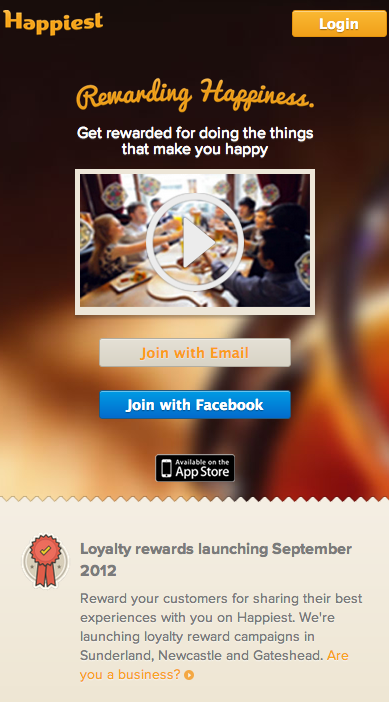 Happiest
Login
Rewarding Happiness.
Get rewarded for doing the things
that make you happy
Join with Email
Join with Facebook
Available on the
App Store
Loyalty rewards launching September
2012
Reward your customers for sharing their best
experiences with you on Happiest. We're
launching loyalty reward campaigns in
Sunderland, Newcastle and Gateshead. Are
you a business?